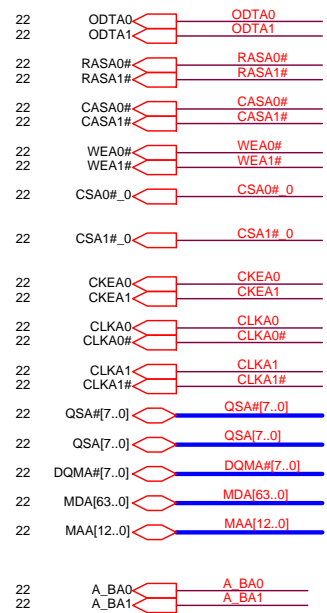 22 ODTA0 ODTA0
22 ODTA1 ODTA1
22 RASA0# RASA0#
22 RASA1# RASA1#
22 CASA0# CASA0#
22 CASA1# CASA1#
22 WEA0# WEA0#
22 WEA1# WEA1#
22 CSA0#_0 CSA0#_0
22 CSA1#_0 CSA1#_0
22 CKEA0 CKEA0
22 CKEA1 CKEA1
22 CLKA0 CLKA0
22 CLKA0# CLKA0#
22 CLKA1 CLKA1
22 CLKA1# CLKA1#
22 QSA#[7..0] QSA#[7..0]
22 QSA[7..0] QSA[7..0]
22 DQMA#[7..0] DQMA#[7..0]
22 MDA[63..0] MDA[63..0]
22 MAA[12..0] MAA[12..0]
22 A_BA0 A_BA0
22 A_BA1 A_BA1